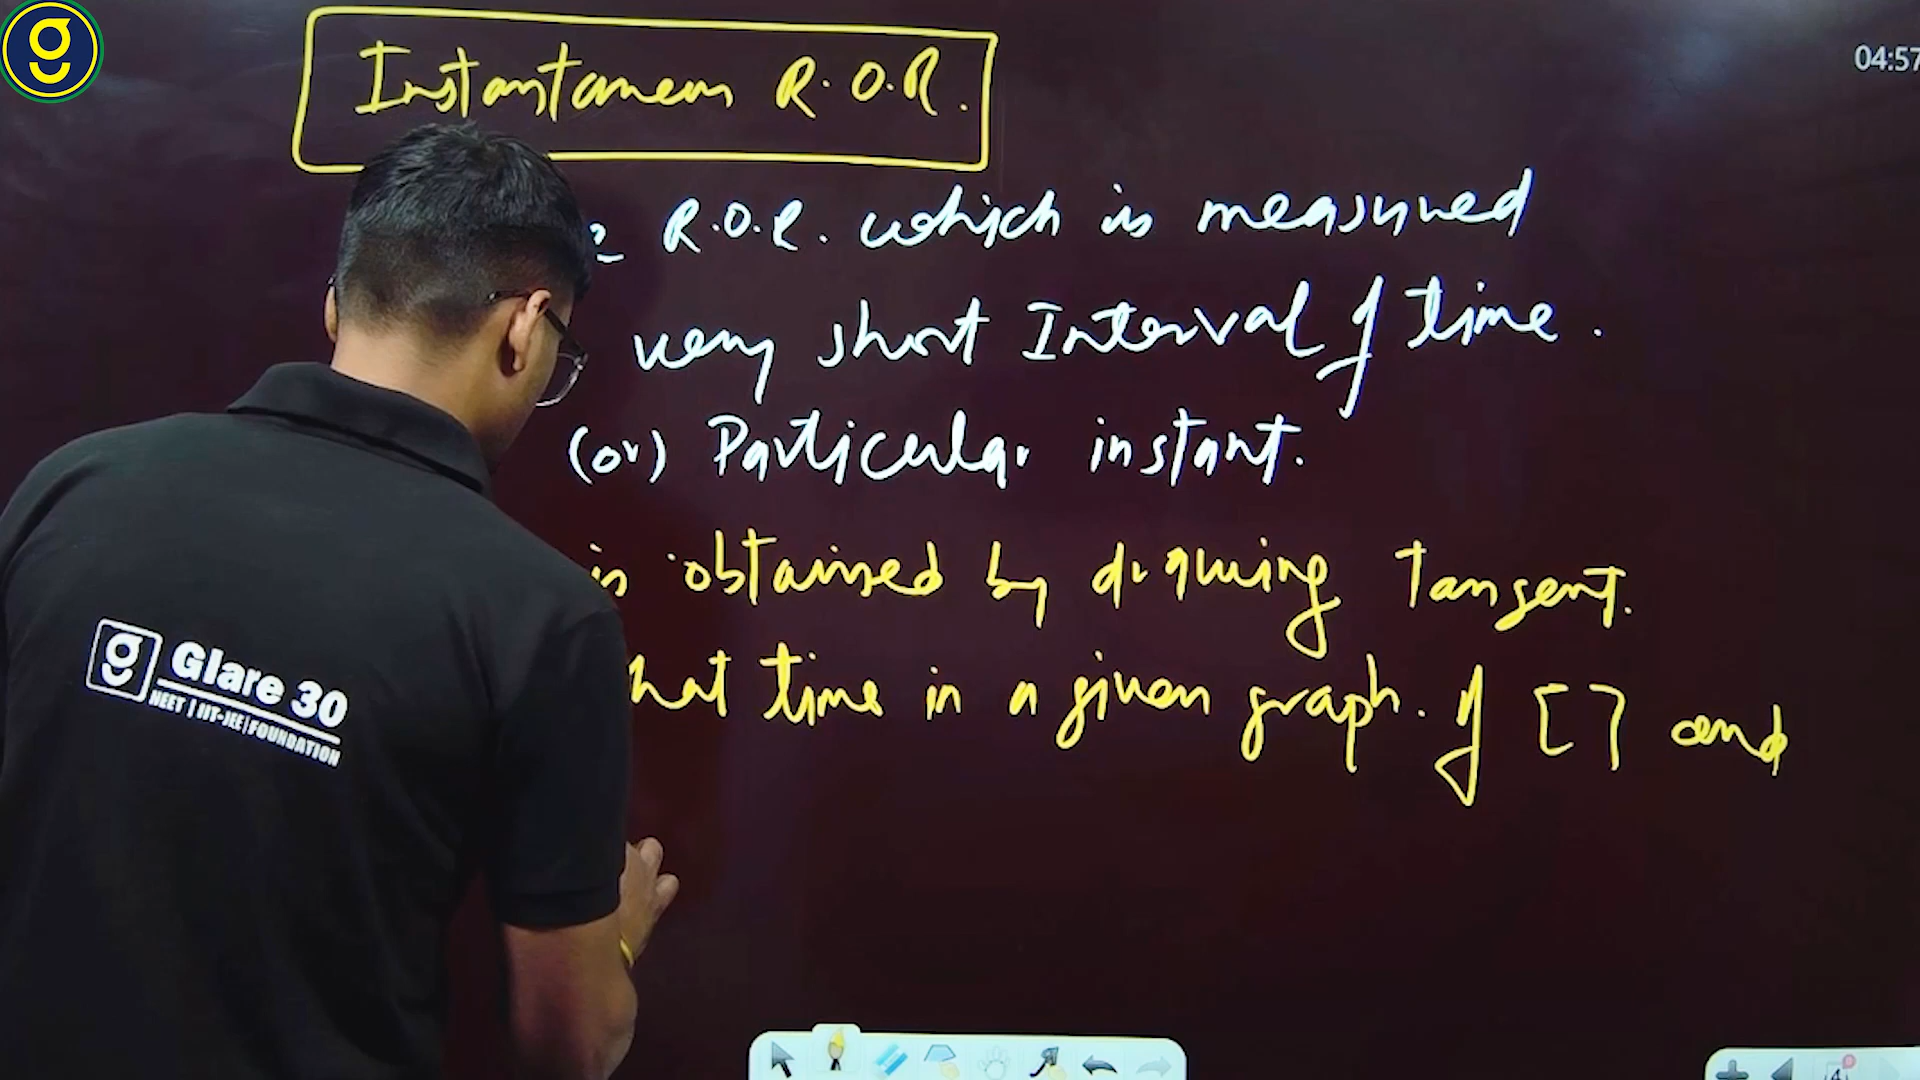 04:57
Instantaneous R.O.R.
R.O.R. which is measured
very short Interval of time.
(or) Particular instant.
is obtained by drawing Tangent.
that time in a given graph. of [ ] and
Glare 30
NEET | IIT-JEE | FOUNDATION